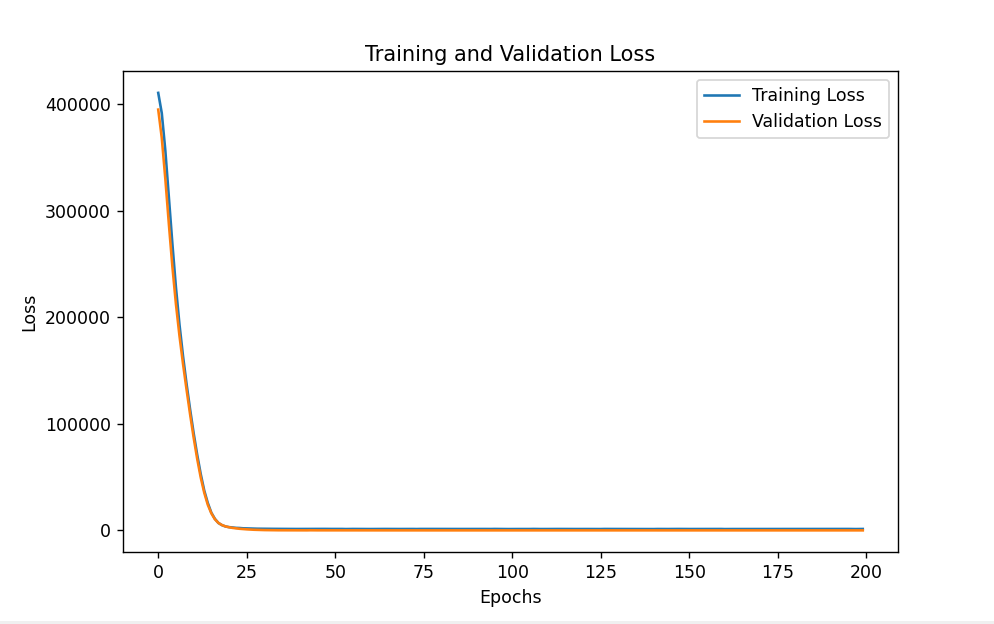 Training and Validation Loss
Training Loss
Validation Loss
400000
300000
200000
100000
0
Loss
0 25 50 75 100 125 150 175 200
Epochs